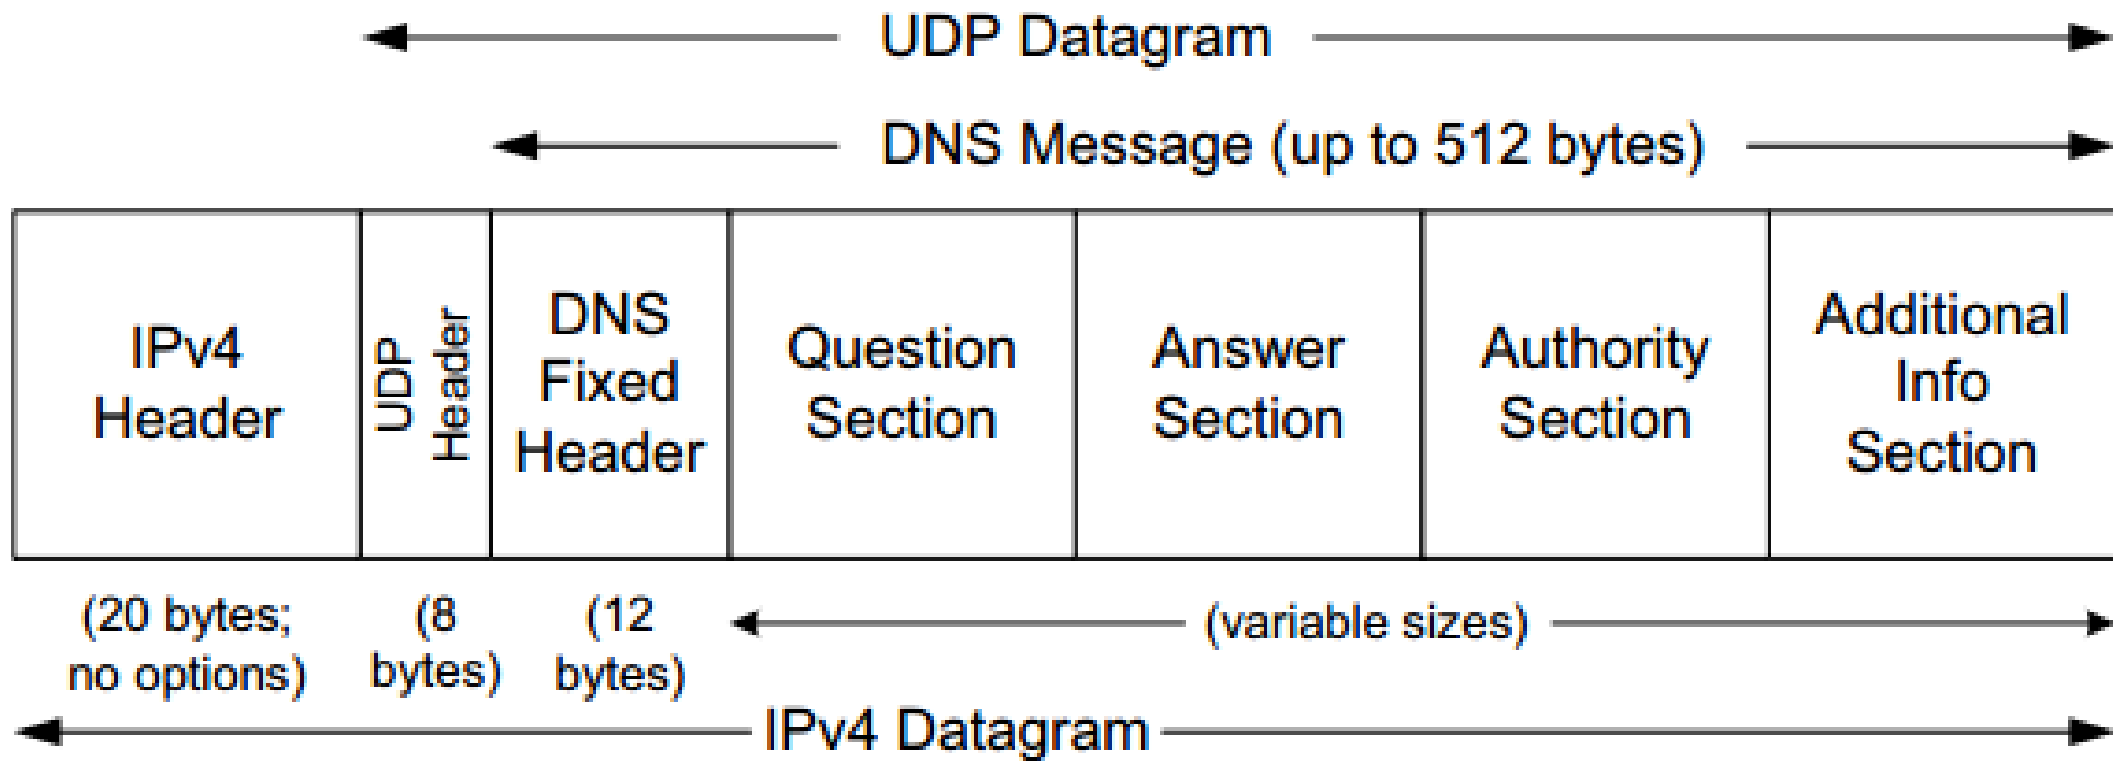 UDP Datagram
DNS Message (up to 512 bytes)
IPv4
Header
UDP
Header
DNS
Fixed
Header
Question
Section
Answer
Section
Authority
Section
Additional
Info
Section
(20 bytes;
no options)
(8
bytes)
(12
bytes)
(variable sizes)
IPv4 Datagram